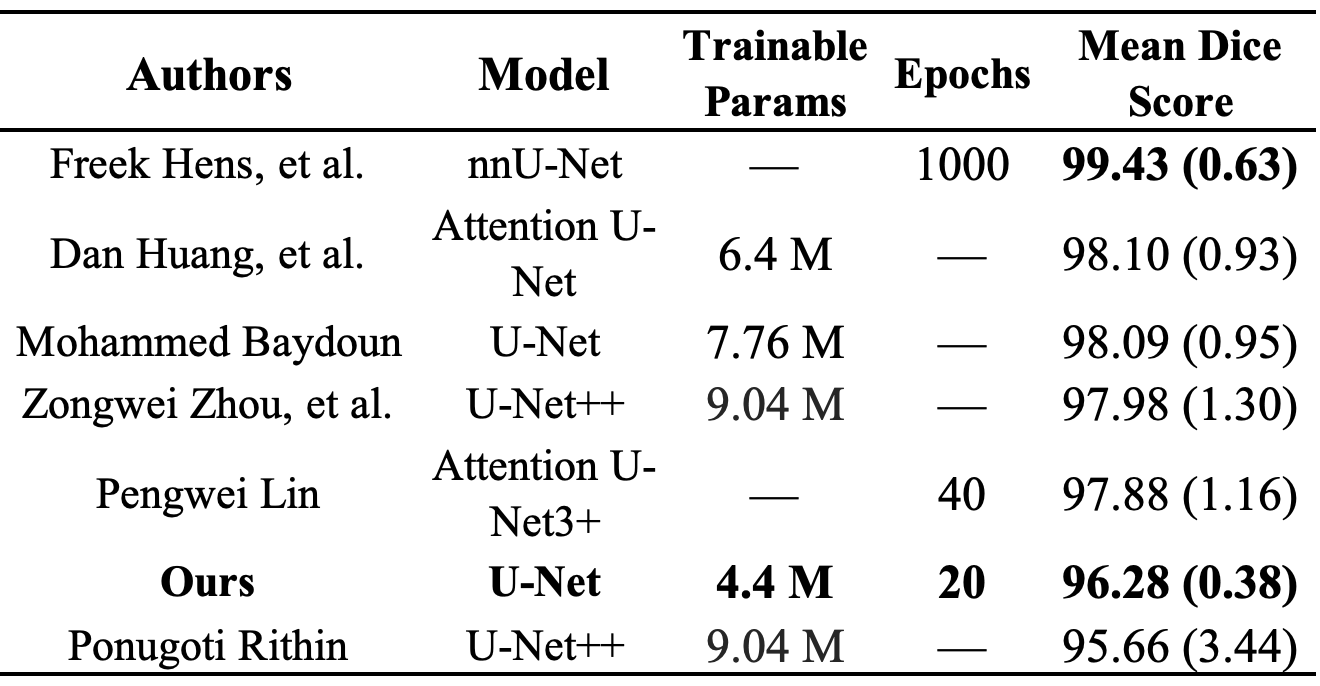 Authors Model Trainable Params Epochs Mean Dice Score
Freek Hens, et al. nnU-Net — 1000 99.43 (0.63)
Dan Huang, et al. Attention U-Net 6.4 M — 98.10 (0.93)
Mohammed Baydoun U-Net 7.76 M — 98.09 (0.95)
Zongwei Zhou, et al. U-Net++ 9.04 M — 97.98 (1.30)
Pengwei Lin Attention U-Net3+ — 40 97.88 (1.16)
Ours U-Net 4.4 M 20 96.28 (0.38)
Ponugoti Rithin U-Net++ 9.04 M — 95.66 (3.44)